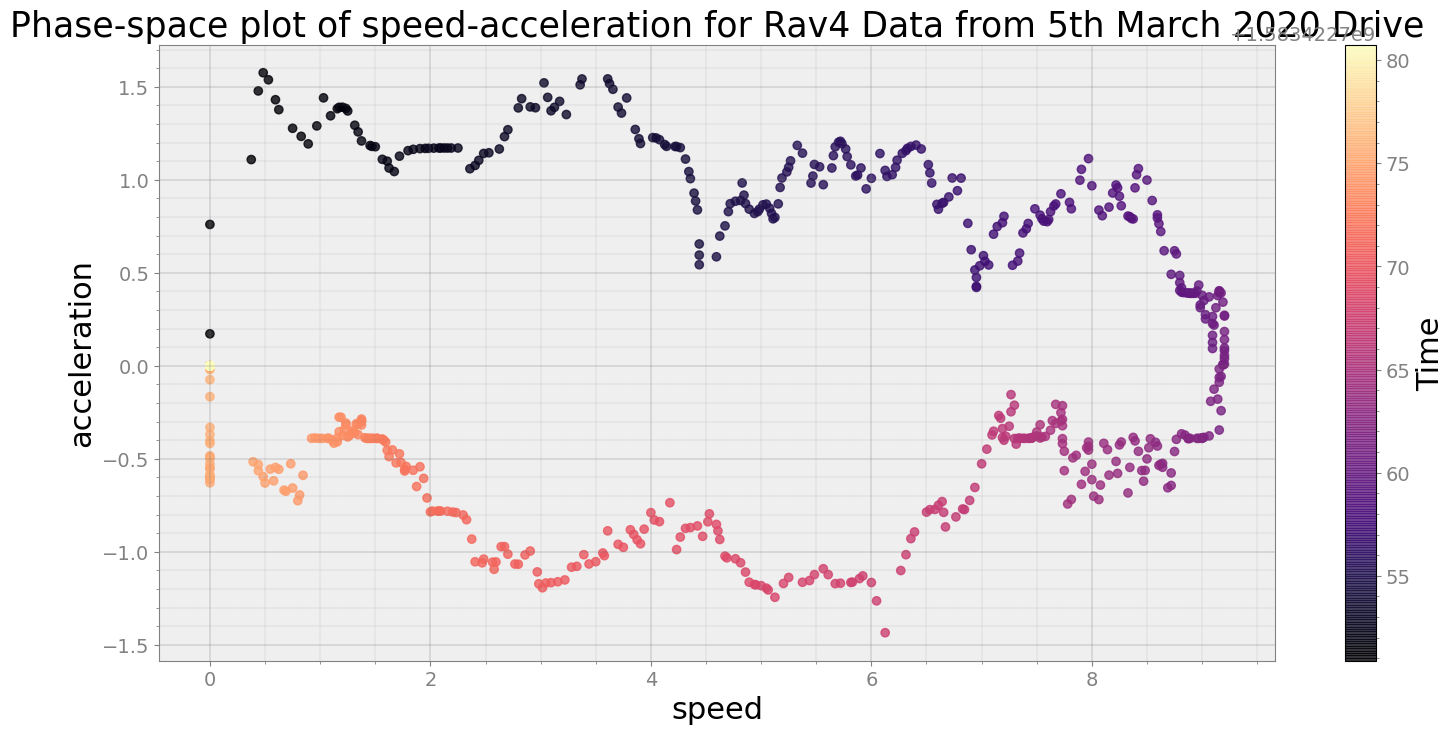 Phase-space plot of speed-acceleration for Rav4 Data from 5th March 2020 Drive
+1.5834227e9
1.5
1.0
0.5
0.0
−0.5
−1.0
−1.5
acceleration
0 2 4 6 8
speed
80
75
70
65
60
55
Time